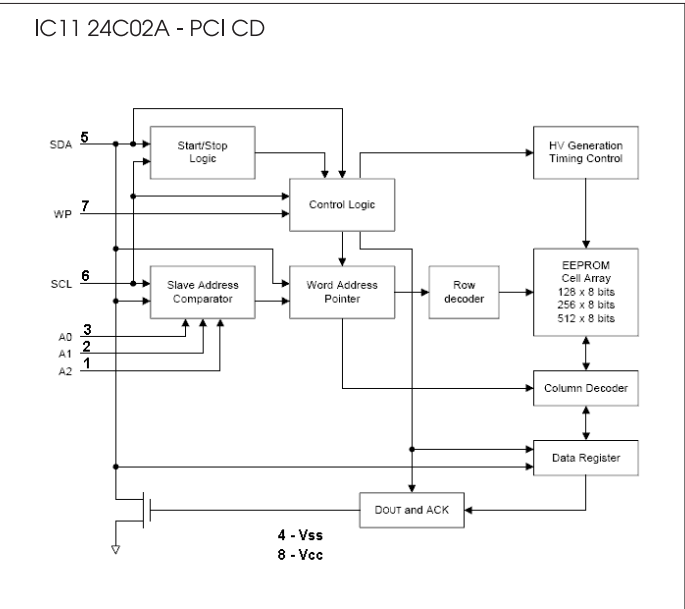 IC11 24C02A - PCI CD
SDA 5
Start/Stop
Logic
HV Generation
Timing Control
WP 7
Control Logic
SCL 6
Slave Address
Comparator
Word Address
Pointer
Row
decoder
EEPROM
Cell Array
128 x 8 bits
256 x 8 bits
512 x 8 bits
A0 3
A1 2
A2 1
Column Decoder
Data Register
DOUT and ACK
4 - Vss
8 - Vcc